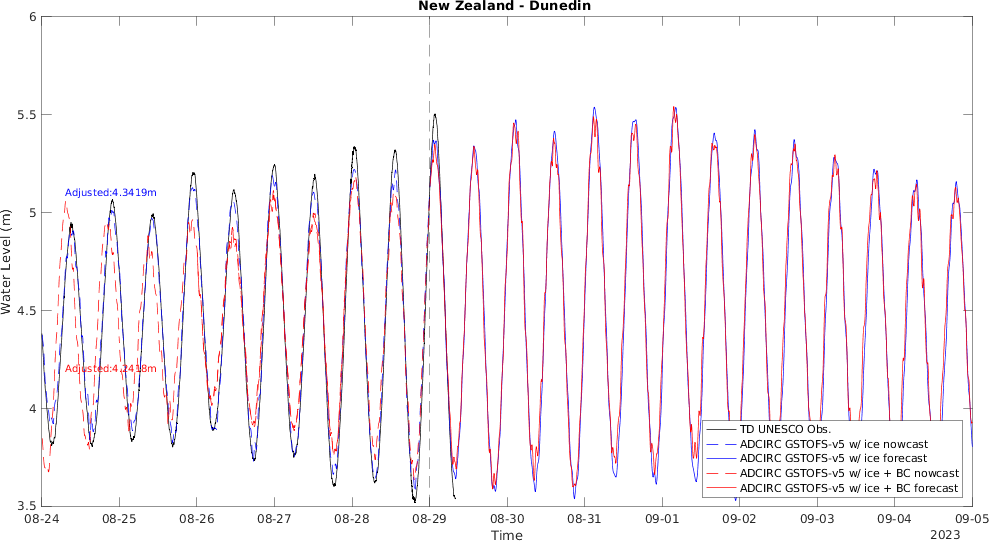 New Zealand - Dunedin
Water Level (m)
6
5.5
5
4.5
4
3.5
Adjusted:4.3419m
Adjusted:4.2418m
TD UNESCO Obs.
ADCIRC GSTOFS-v5 w/ ice nowcast
ADCIRC GSTOFS-v5 w/ ice forecast
ADCIRC GSTOFS-v5 w/ ice + BC nowcast
ADCIRC GSTOFS-v5 w/ ice + BC forecast
08-24 08-25 08-26 08-27 08-28 08-29 08-30 08-31 09-01 09-02 09-03 09-04 09-05
Time
2023